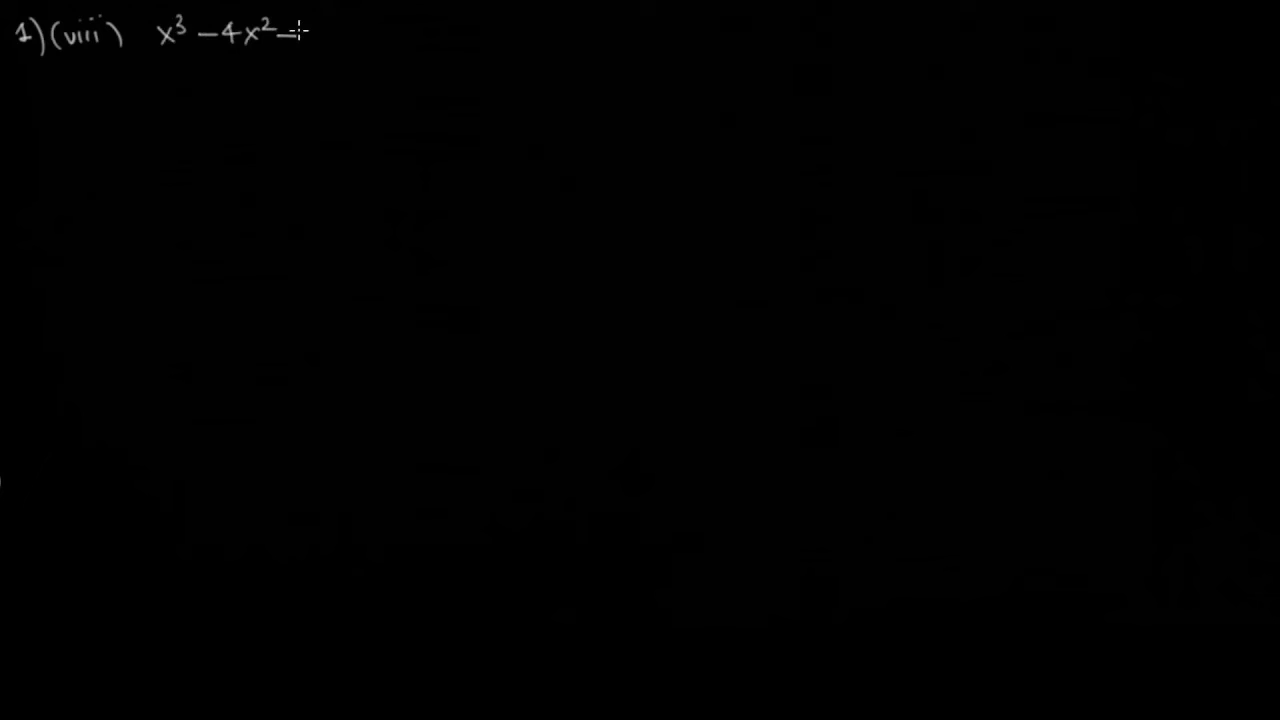 1) (viii) x³ – 4x² –